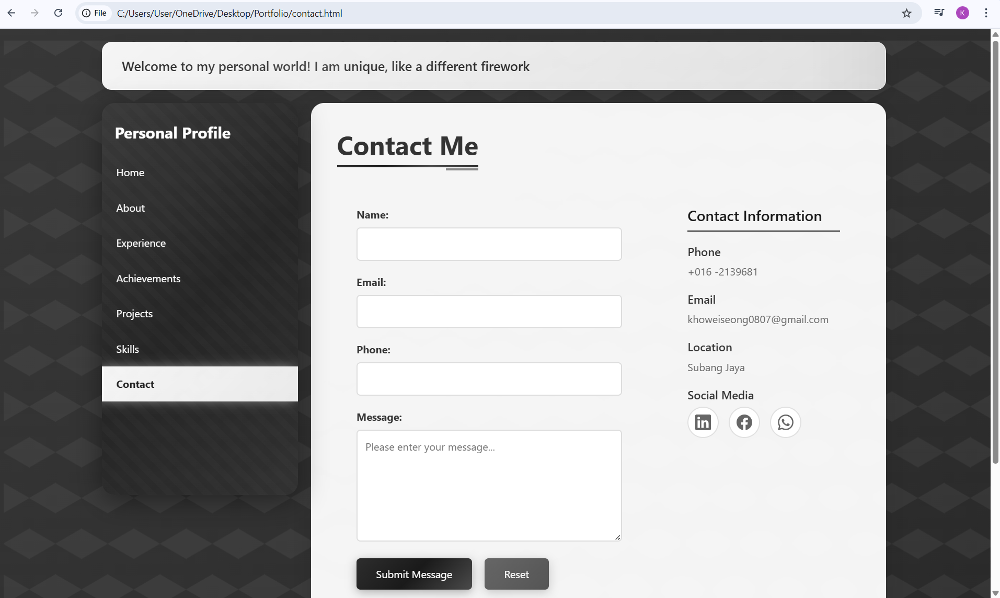 File
C:/Users/User/OneDrive/Desktop/Portfolio/contact.html
K
Welcome to my personal world! I am unique, like a different firework
Personal Profile
Home
About
Experience
Achievements
Projects
Skills
Contact
Contact Me
Name:
Email:
Phone:
Message:
Please enter your message...
Submit Message
Reset
Contact Information
Phone
+016 -2139681
Email
khoweiseong0807@gmail.com
Location
Subang Jaya
Social Media
in